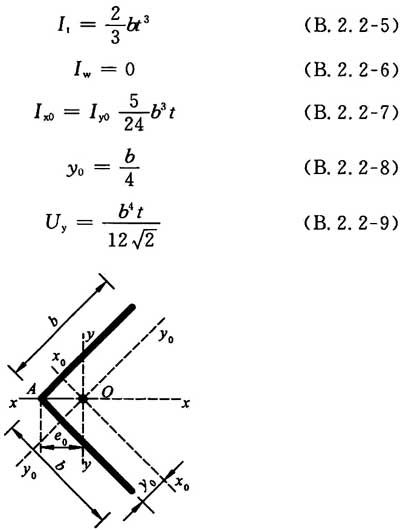 I_t = \frac{2}{3} bt^3 (B. 2. 2-5)
I_w = 0 (B. 2. 2-6)
I_{x0} = I_{y0} \frac{5}{24} b^3 t (B. 2. 2-7)
y_0 = \frac{b}{4} (B. 2. 2-8)
U_y = \frac{b^4 t}{12\sqrt{2}} (B. 2. 2-9)
b
y
y_0
x_0
A
O
x
x
e_0
y_0
b
y
y_0
x_0